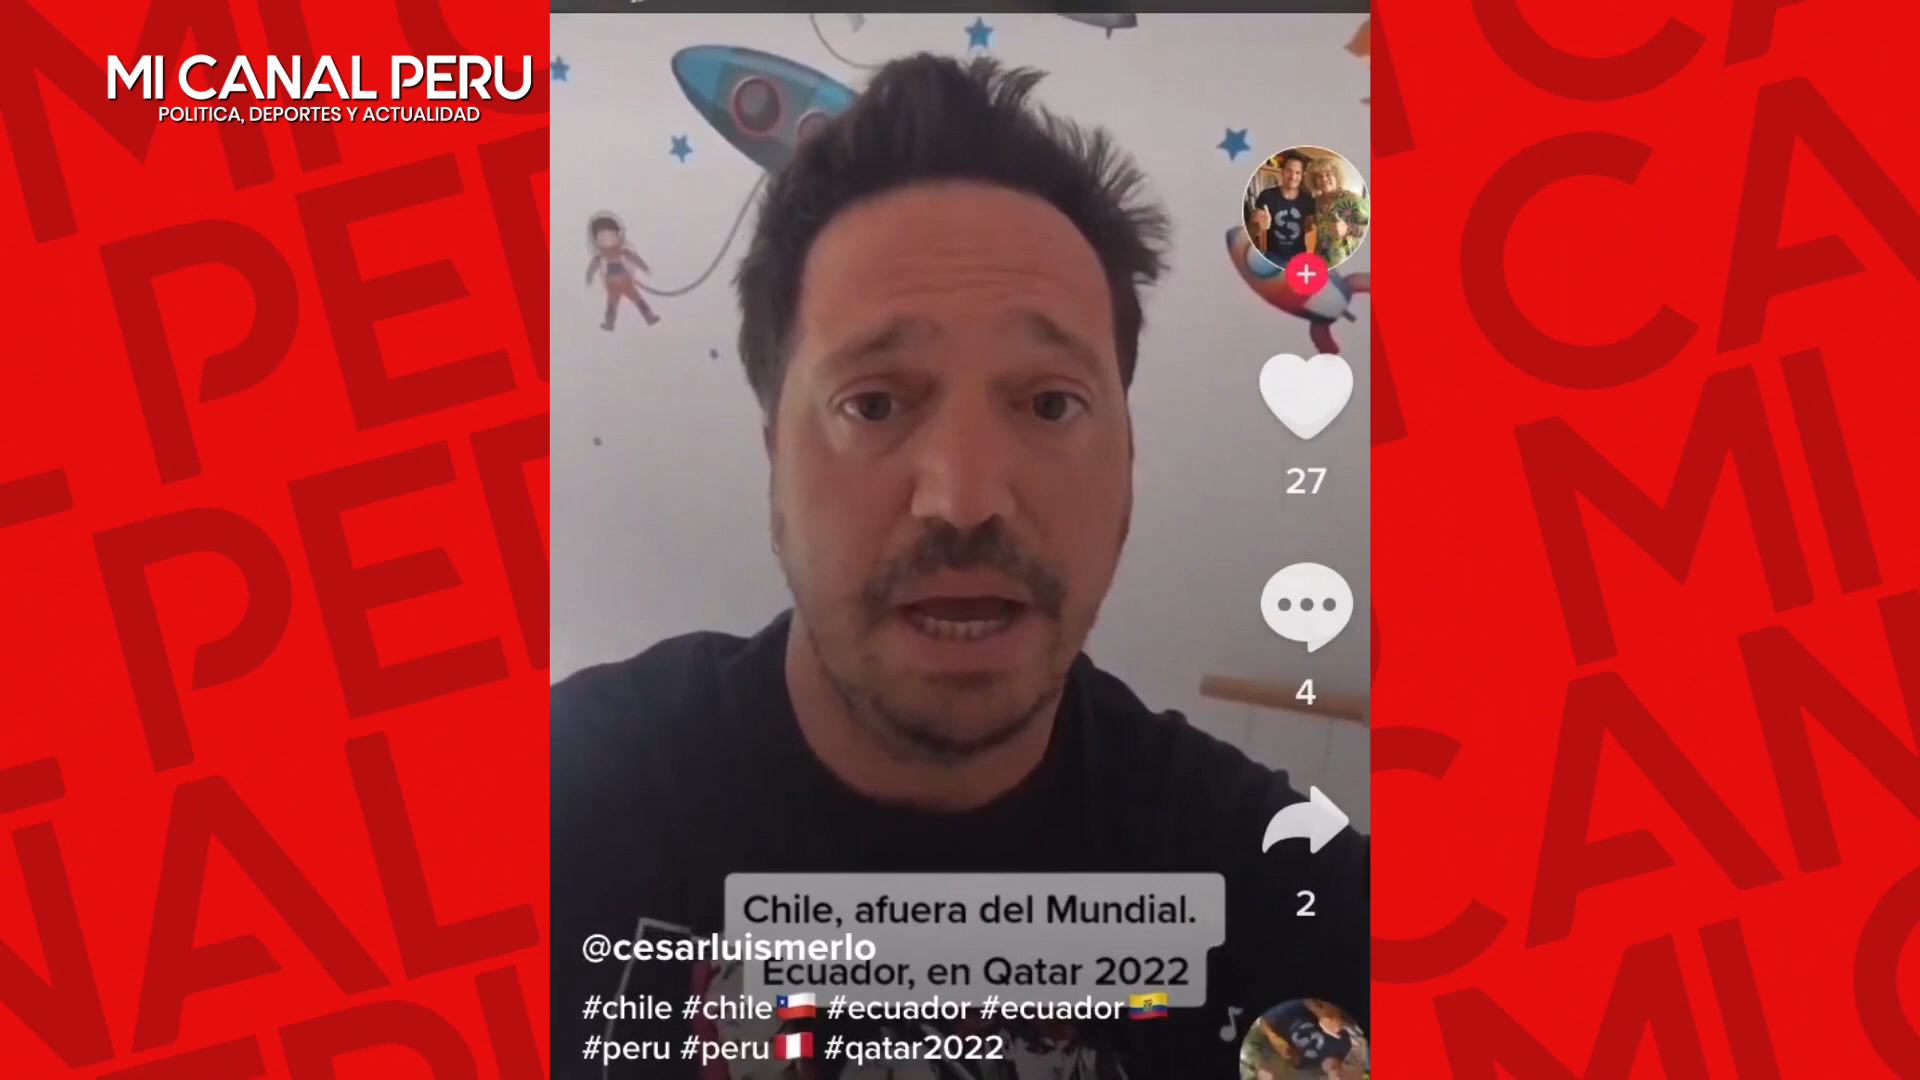 MI CANAL PERU
POLITICA, DEPORTES Y ACTUALIDAD
27
4
2
Chile, afuera del Mundial.
@cesarluismerlo
Ecuador, en Qatar 2022
#chile #chile🇨🇱 #ecuador #ecuador🇪🇨
#peru #peru🇵🇪 #qatar2022